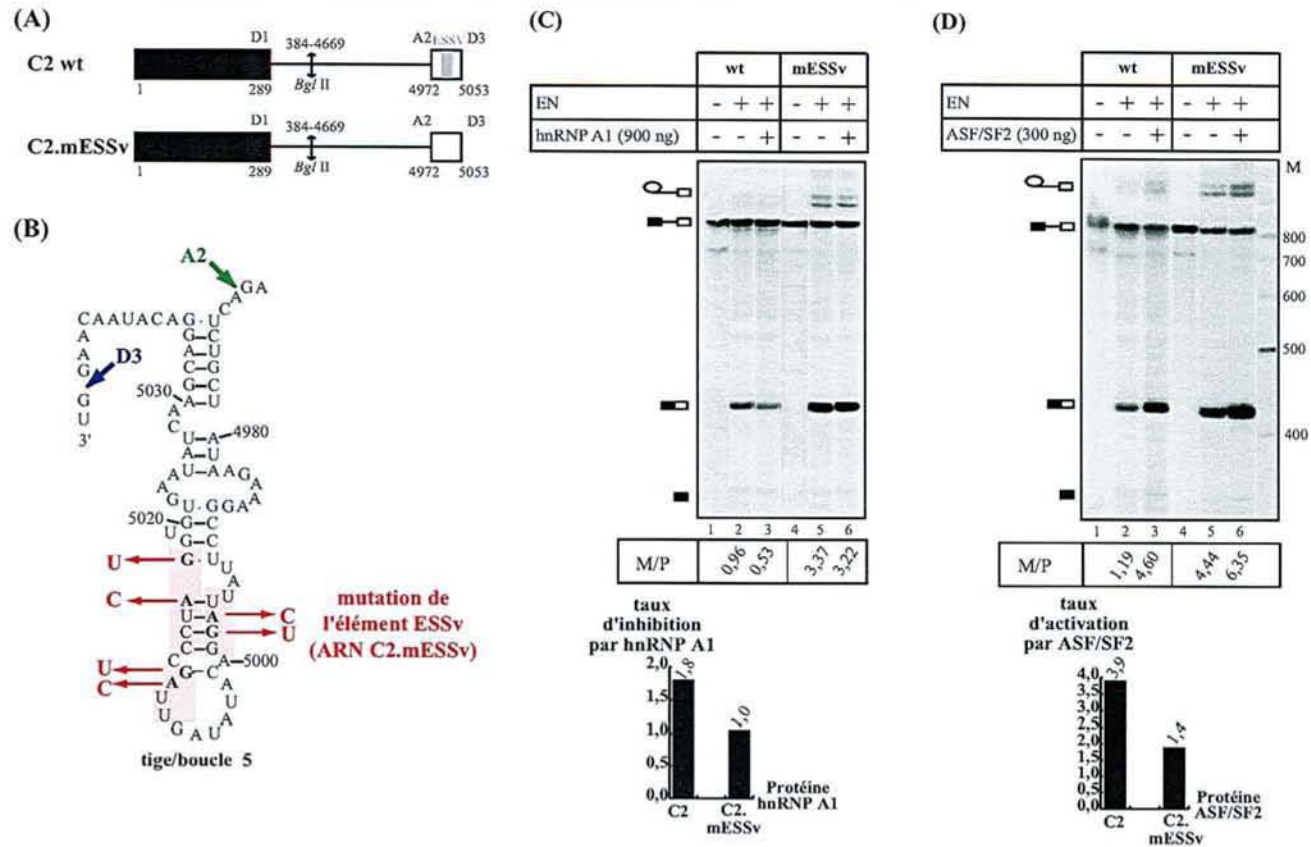 (A)
D1 384-4669 A2 ESSV D3
C2 wt
1 289 Bgl II 4972 5053
D1 384-4669 A2 D3
C2.mESSv
1 289 Bgl II 4972 5053
(B)
A2
CAAUACAG
D3
5030
4980
3'
5020
U
C
U
C
C
U
5000
mutation de
l'élément ESSv
(ARN C2.mESSv)
tige/boucle 5
(C)
wt mESSv
EN - + + - + +
hnRNP A1 (900 ng) - - + - - +
1 2 3 4 5 6
M/P 0,96 0,53 3,37 3,22
taux
d'inhibition
par hnRNP A1
2,0
1,5
1,0
0,5
0,0
1,8
1,0
C2 C2.
mESSv
Protéine
hnRNP A1
(D)
wt mESSv
EN - + + - + +
ASF/SF2 (300 ng) - - + - - +
M
800
700
600
500
400
1 2 3 4 5 6
M/P 1,19 4,60 4,44 6,35
taux
d'activation
par ASF/SF2
4,0
3,5
3,0
2,5
2,0
1,5
1,0
0,5
0,0
3,9
1,4
C2 C2.
mESSv
Protéine
ASF/SF2